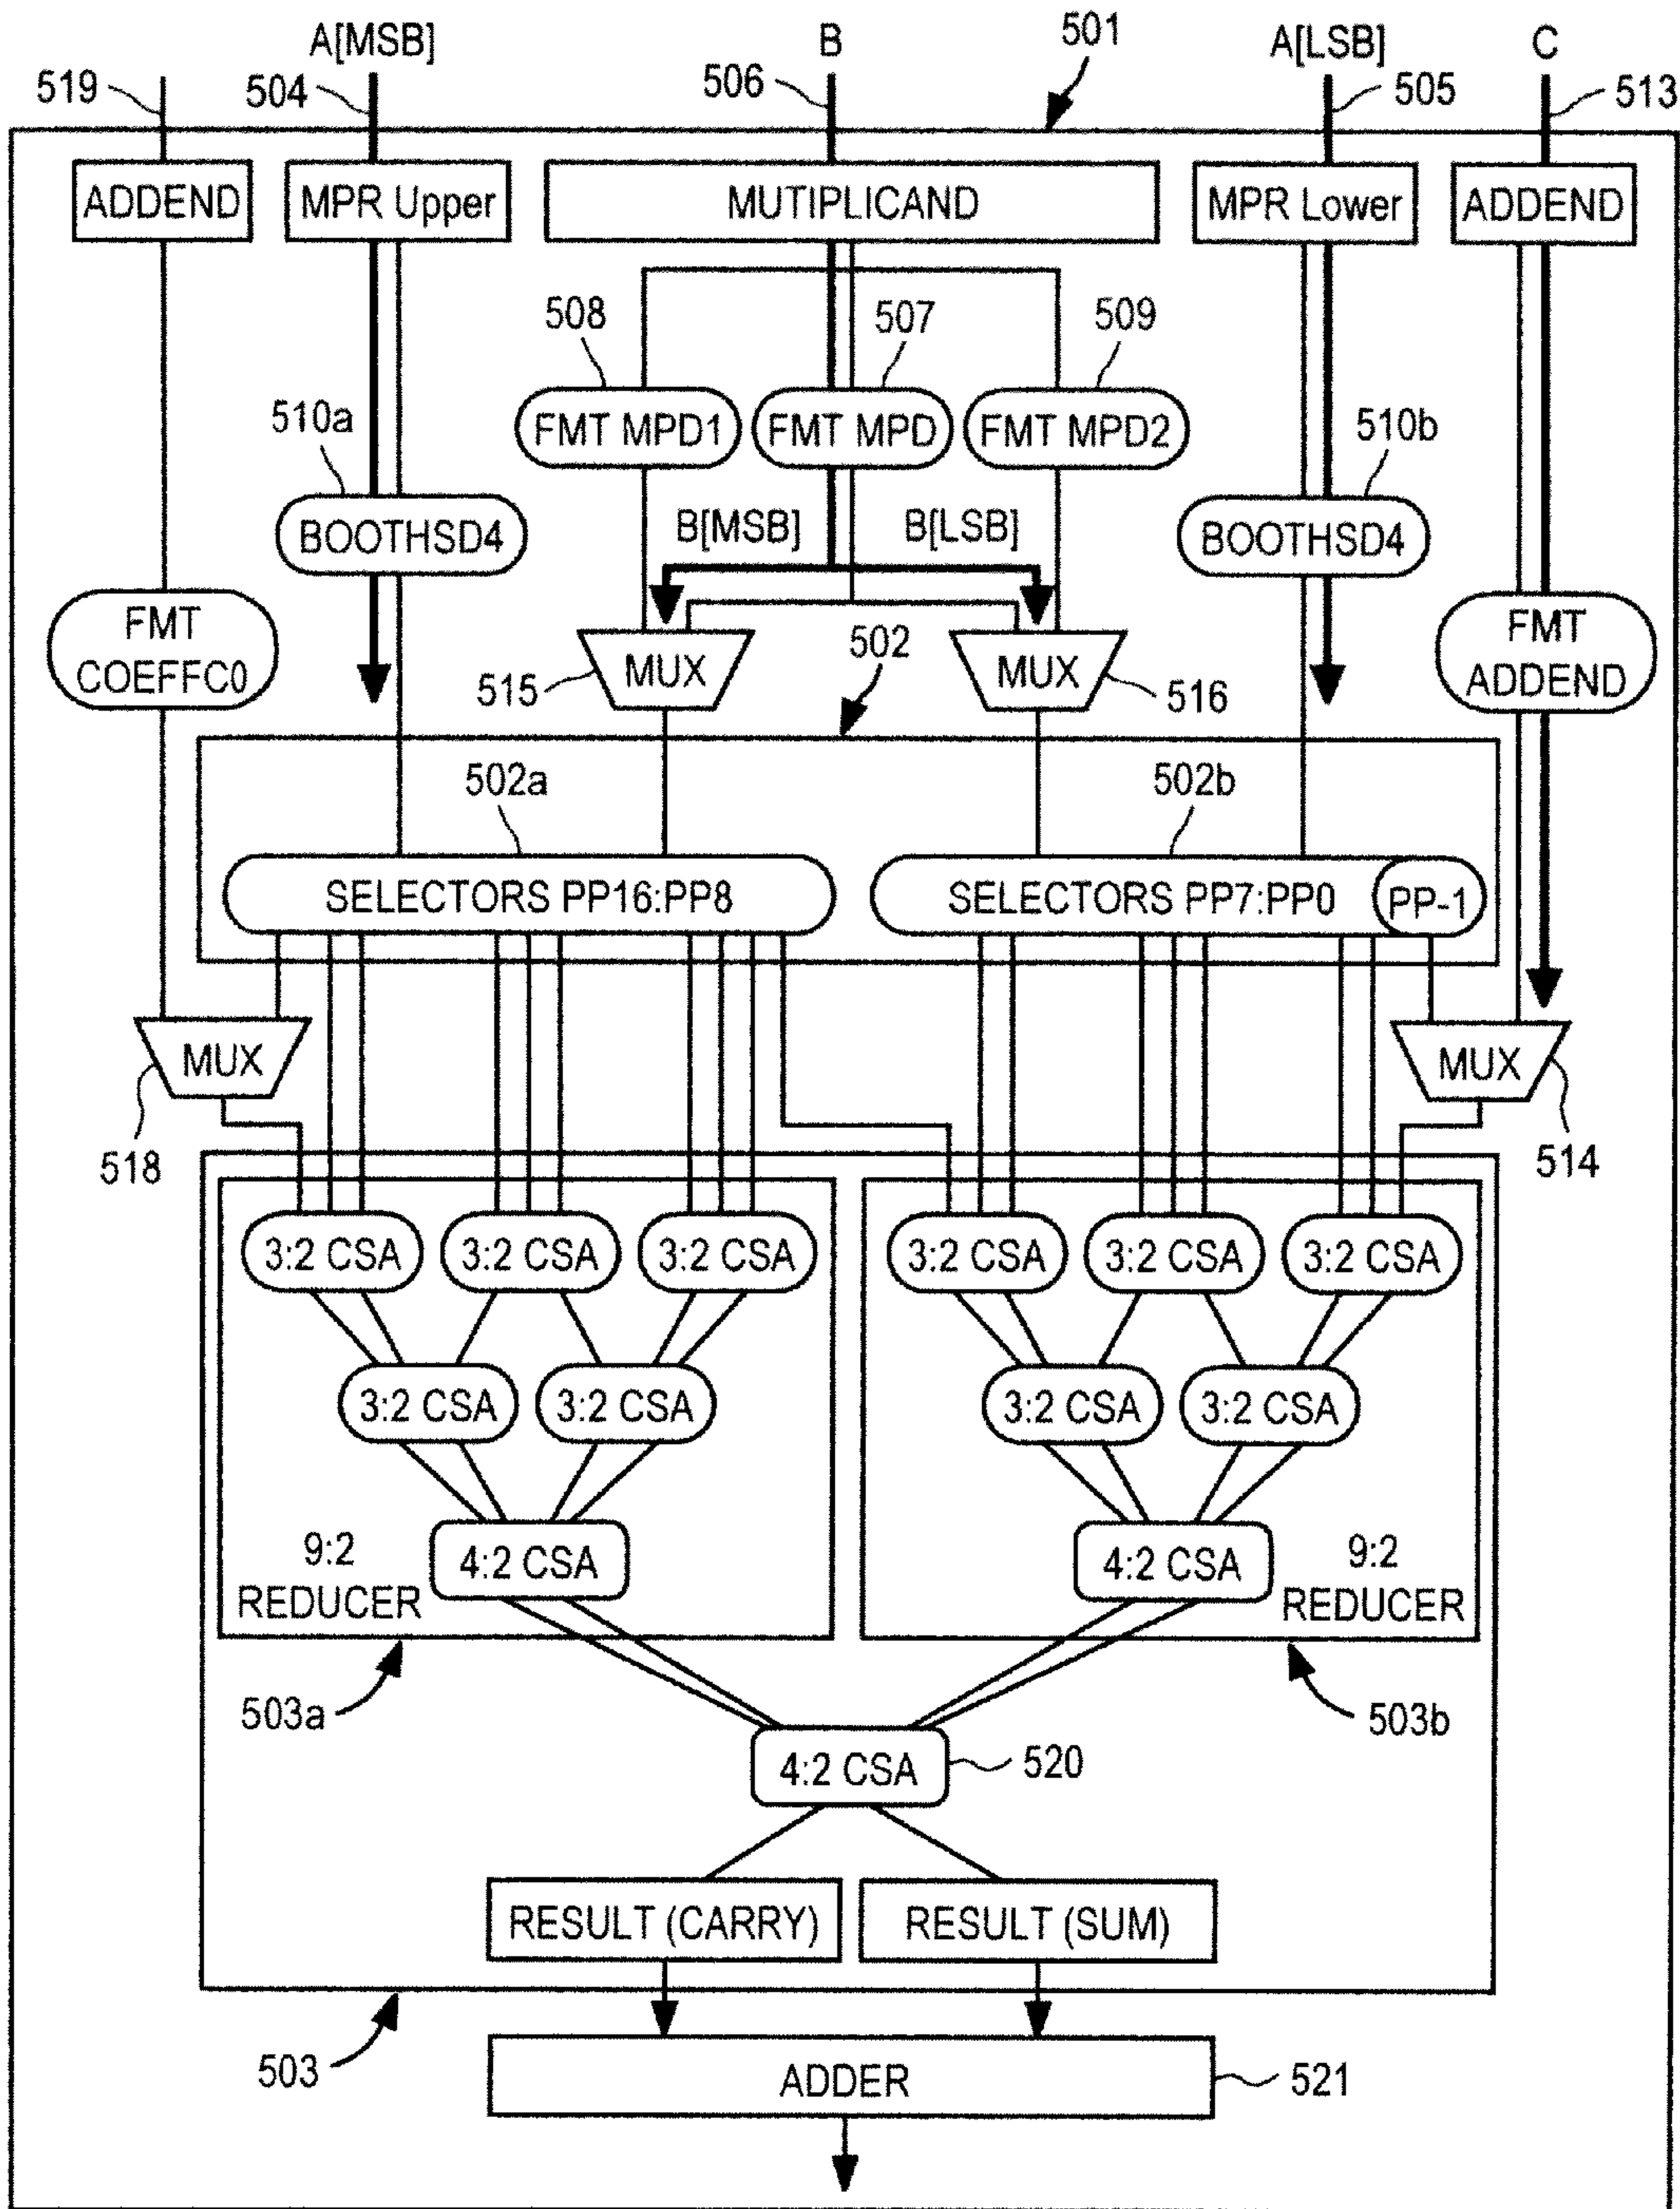 A[MSB]
B
501
A[LSB]
C
519
504
506
505
513
ADDEND
MPR Upper
MUTIPLICAND
MPR Lower
ADDEND
508
507
509
510a
FMT MPD1
FMT MPD
FMT MPD2
510b
BOOTHSD4
B[MSB]
B[LSB]
BOOTHSD4
FMT
COEFFC0
FMT
ADDEND
MUX
502
MUX
515
516
502a
502b
SELECTORS PP16:PP8
SELECTORS PP7:PP0
PP-1
MUX
MUX
518
514
3:2 CSA
3:2 CSA
3:2 CSA
3:2 CSA
3:2 CSA
3:2 CSA
3:2 CSA
3:2 CSA
3:2 CSA
3:2 CSA
9:2
REDUCER
4:2 CSA
4:2 CSA
9:2
REDUCER
503a
503b
4:2 CSA
520
RESULT (CARRY)
RESULT (SUM)
503
ADDER
521